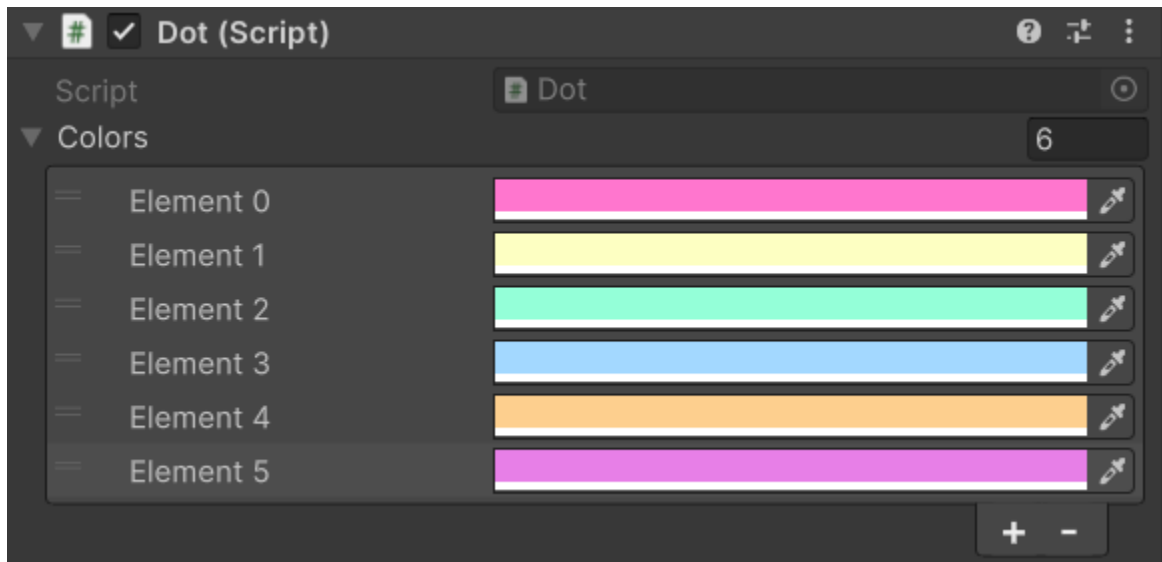 Dot (Script)
Script # Dot
Colors 6
Element 0
Element 1
Element 2
Element 3
Element 4
Element 5
+ -